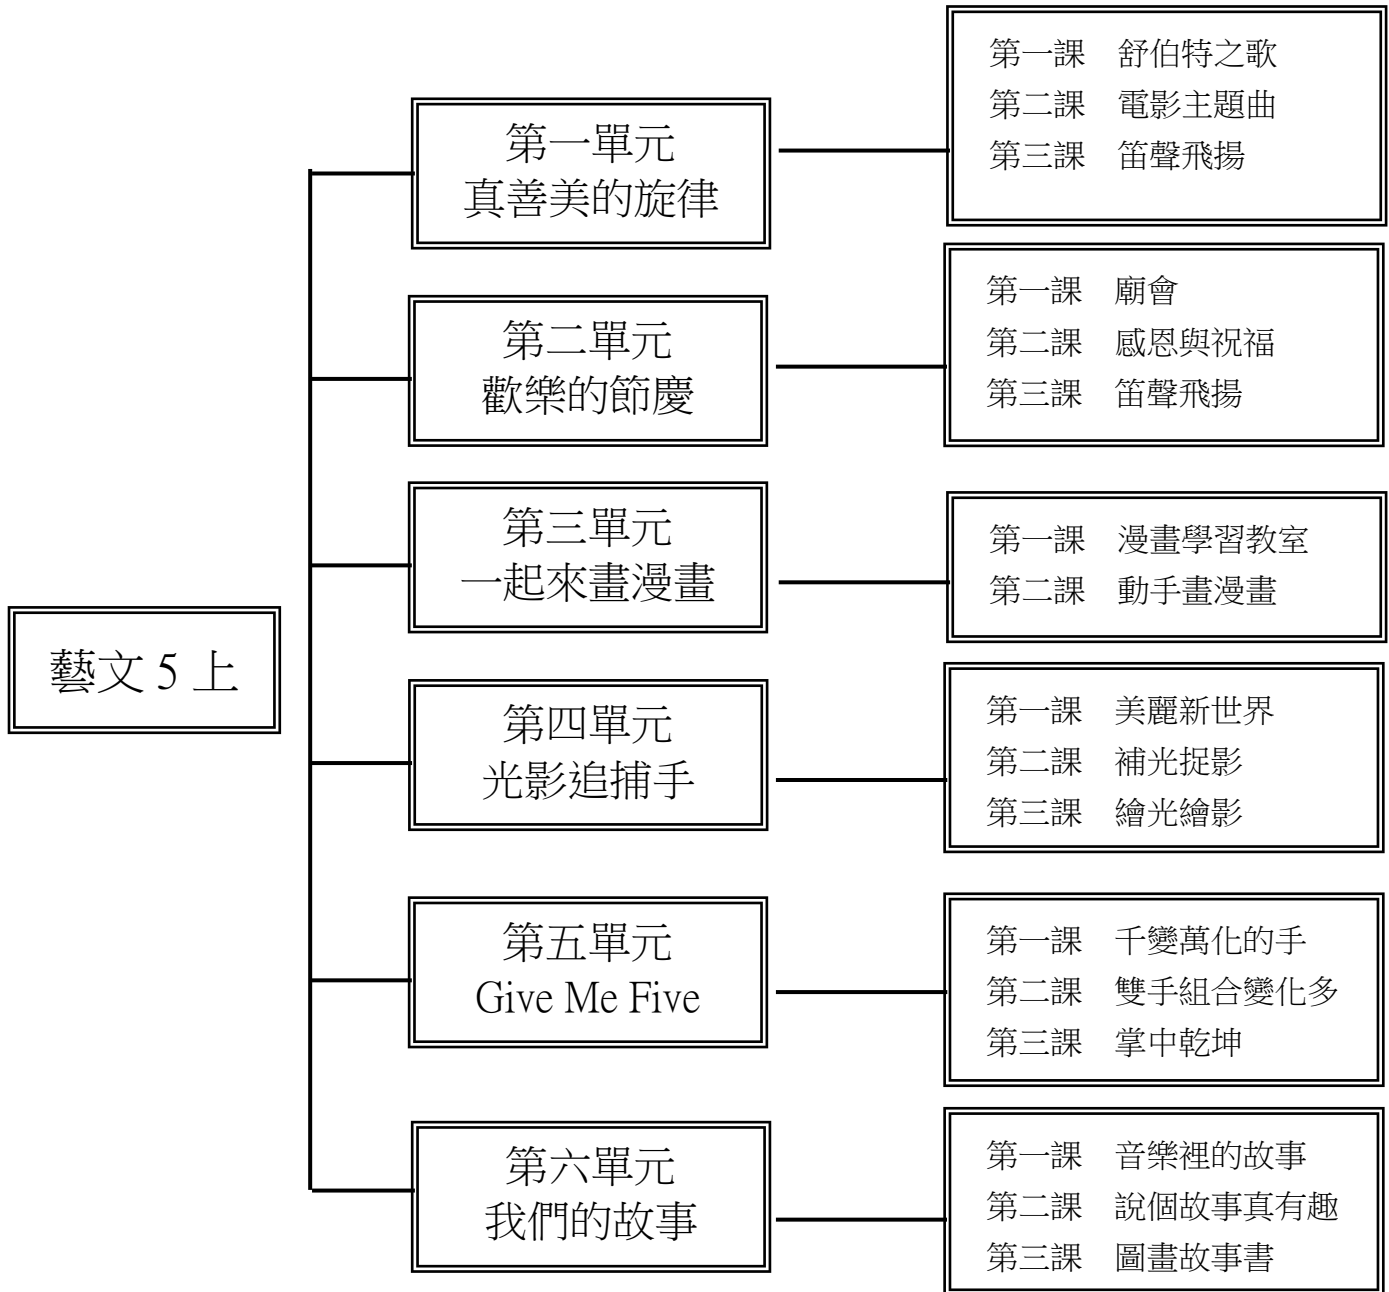 藝文 5 上
第一單元
真善美的旋律
第一課　舒伯特之歌
第二課　電影主題曲
第三課　笛聲飛揚
第二單元
歡樂的節慶
第一課　廟會
第二課　感恩與祝福
第三課　笛聲飛揚
第三單元
一起來畫漫畫
第一課　漫畫學習教室
第二課　動手畫漫畫
第四單元
光影追捕手
第一課　美麗新世界
第二課　補光捉影
第三課　繪光繪影
第五單元
Give Me Five
第一課　千變萬化的手
第二課　雙手組合變化多
第三課　掌中乾坤
第六單元
我們的故事
第一課　音樂裡的故事
第二課　說個故事真有趣
第三課　圖畫故事書